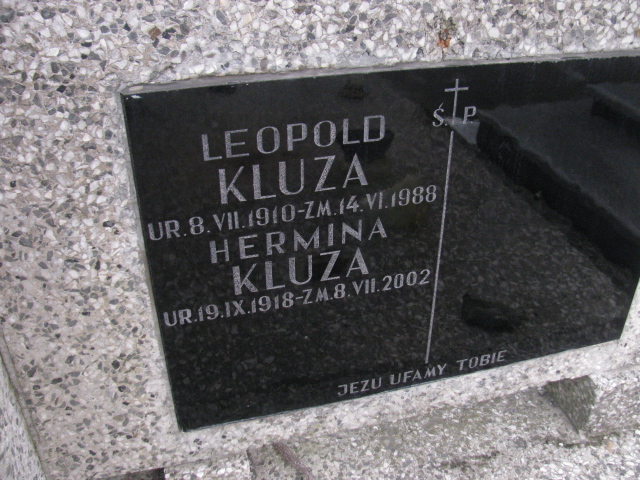 Ś.P.
LEOPOLD
KLUZA
UR.8.VII.1910-ZM.14.VI.1988
HERMINA
KLUZA
UR.19.IX.1918-ZM.8.VII.2002
JEZU UFAMY TOBIE